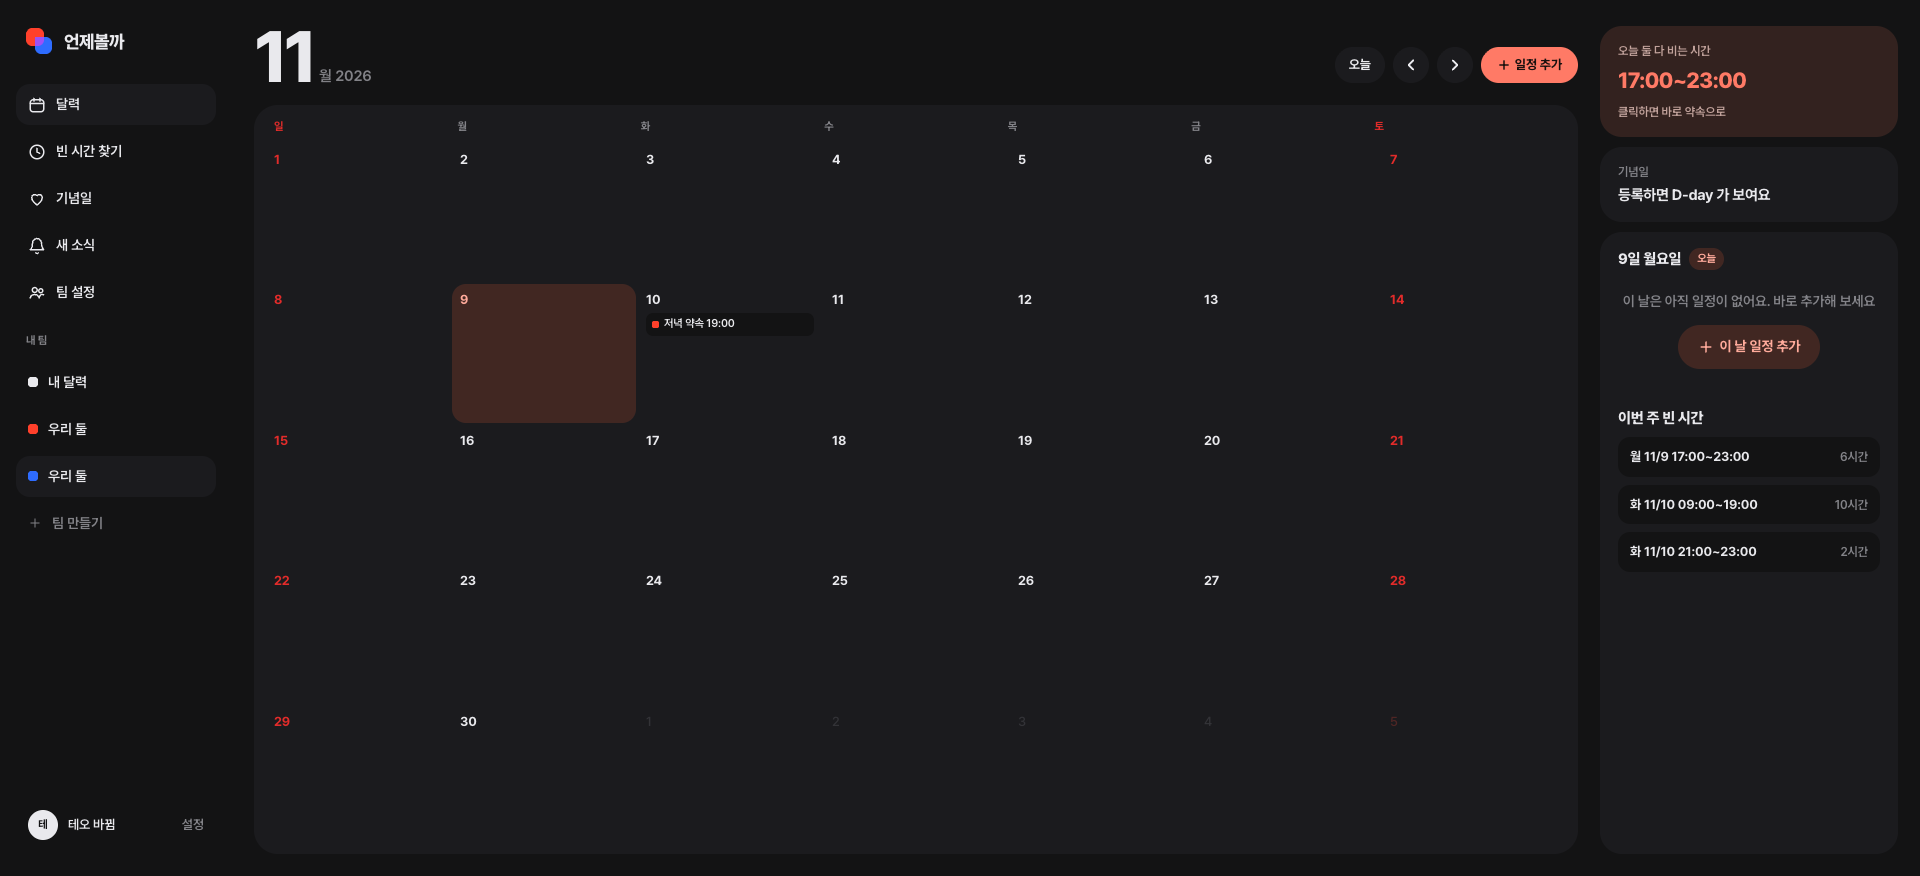 언제볼까
달력
빈 시간 찾기
기념일
새 소식
팀 설정
내 팀
내 달력
우리 둘
우리 둘
팀 만들기
테 테오 바뀜 설정
11 월 2026
오늘 일정 추가
일 월 화 수 목 금 토
1 2 3 4 5 6 7
8 9 10 11 12 13 14
저녁 약속 19:00
15 16 17 18 19 20 21
22 23 24 25 26 27 28
29 30 1 2 3 4 5
오늘 둘 다 비는 시간
17:00~23:00
클릭하면 바로 약속으로
기념일
등록하면 D-day 가 보여요
9일 월요일 오늘
이 날은 아직 일정이 없어요. 바로 추가해 보세요
이 날 일정 추가
이번 주 빈 시간
월 11/9 17:00~23:00 6시간
화 11/10 09:00~19:00 10시간
화 11/10 21:00~23:00 2시간